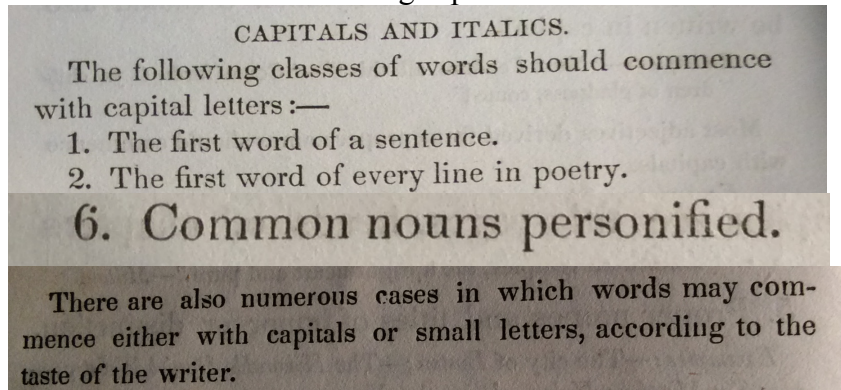 CAPITALS AND ITALICS.
The following classes of words should commence
with capital letters :—
1. The first word of a sentence.
2. The first word of every line in poetry.
6. Common nouns personified.
There are also numerous cases in which words may com-
mence either with capitals or small letters, according to the
taste of the writer.